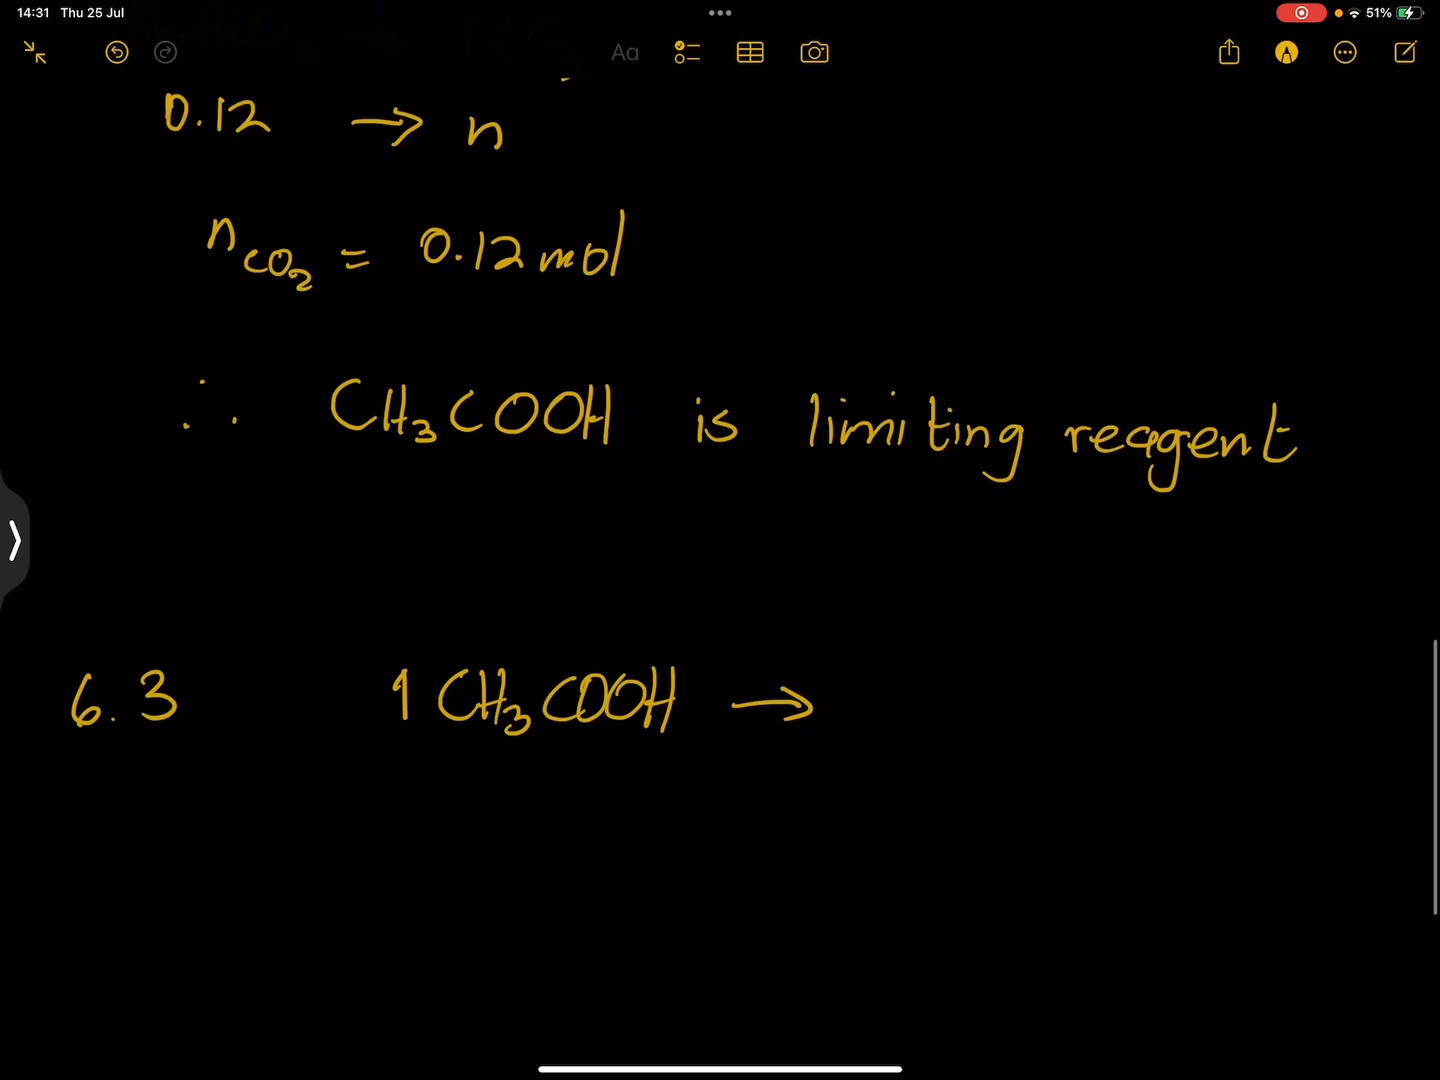 14:31 Thu 25 Jul
51%
Aa
0.12 → n
n CO₂ = 0.12 mol
∴ CH₃COOH is limiting reagent
6.3 1 CH₃COOH →